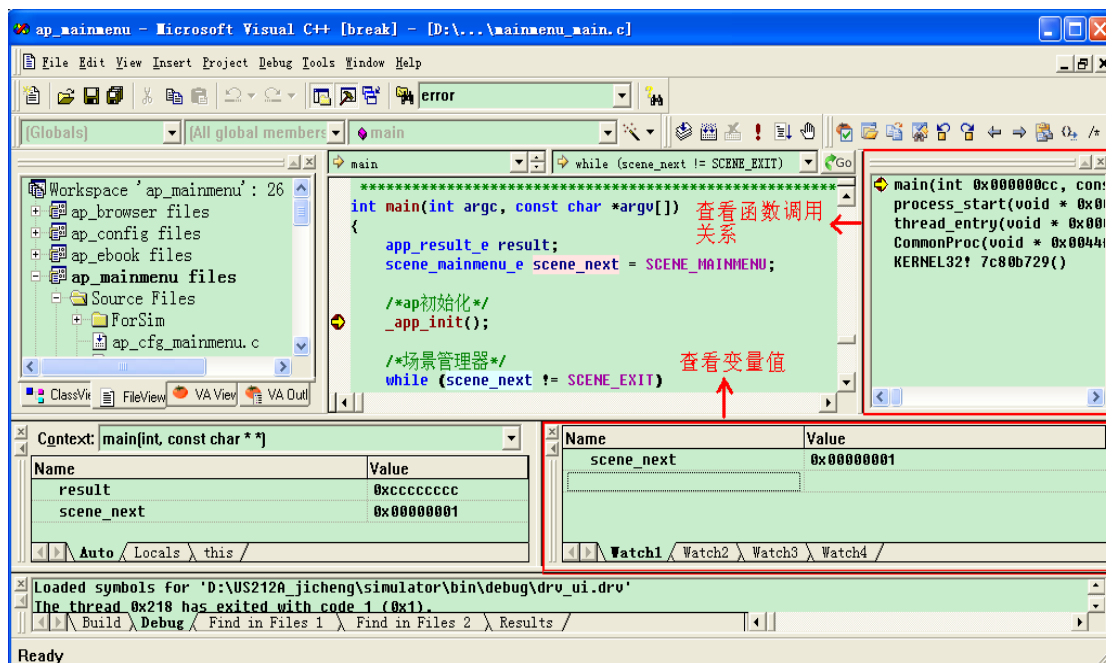 ap_mainmenu - Microsoft Visual C++ [break] - [D:\...\mainmenu_main.c]
File Edit View Insert Project Debug Tools Window Help
error
(Globals) (All global members main
main while (scene_next != SCENE_EXIT) Go
Workspace 'ap_mainmenu': 26
ap_browser files
ap_config files
ap_ebook files
ap_mainmenu files
Source Files
ForSim
ap_cfg_mainmenu.c
ClassVie FileView VA View VA Outl
*************************************************************
int main(int argc, const char *argv[])
{
app_result_e result;
scene_mainmenu_e scene_next = SCENE_MAINMENU;
/*ap初始化*/
_app_init();
/*场景管理器*/
while (scene_next != SCENE_EXIT)
查看函数调用
关系
查看变量值
main(int 0x000000cc, cons
process_start(void * 0x00
thread_entry(void * 0x000
CommonProc(void * 0x0044f
KERNEL32! 7c80b729()
Context: main(int, const char * *)
Name Value
result 0xcccccccc
scene_next 0x00000001
Auto Locals this
Name Value
scene_next 0x00000001
Watch1 Watch2 Watch3 Watch4
Loaded symbols for 'D:\US212A_jicheng\simulator\bin\debug\drv_ui.drv'
The thread 0x218 has exited with code 1 (0x1).
Build Debug Find in Files 1 Find in Files 2 Results
Ready